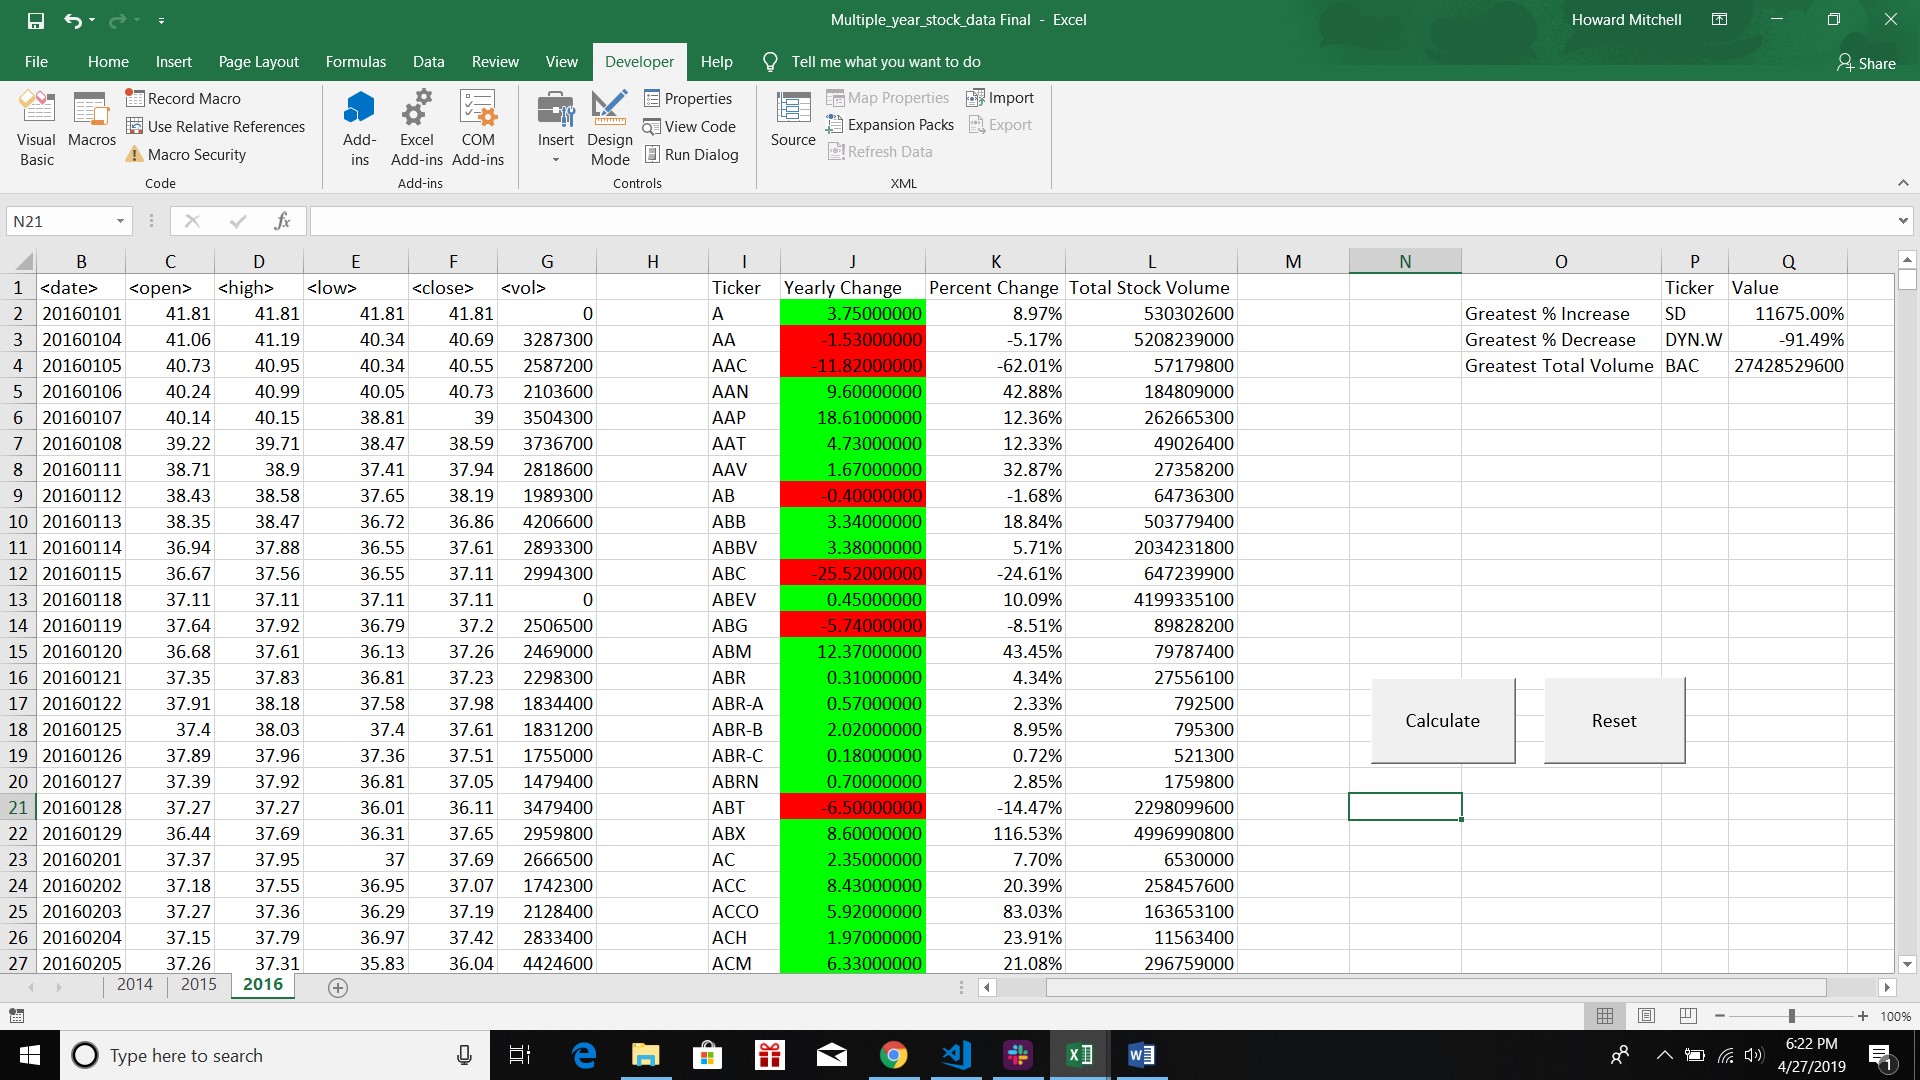 Multiple_year_stock_data Final - Excel
Howard Mitchell
File Home Insert Page Layout Formulas Data Review View Developer Help Tell me what you want to do Share
Visual Basic
Macros
Record Macro
Use Relative References
Macro Security
Code
Add-ins
Excel Add-ins
COM Add-ins
Add-ins
Insert
Design Mode
Properties
View Code
Run Dialog
Controls
Source
Map Properties
Expansion Packs
Refresh Data
Import
Export
XML
N21 fx
B C D E F G H I J K L M N O P Q
1 <date> <open> <high> <low> <close> <vol> Ticker Yearly Change Percent Change Total Stock Volume Ticker Value
2 20160101 41.81 41.81 41.81 41.81 0 A 3.75000000 8.97% 530302600 Greatest % Increase SD 11675.00%
3 20160104 41.06 41.19 40.34 40.69 3287300 AA -1.53000000 -5.17% 5208239000 Greatest % Decrease DYN.W -91.49%
4 20160105 40.73 40.95 40.34 40.55 2587200 AAC -11.82000000 -62.01% 57179800 Greatest Total Volume BAC 27428529600
5 20160106 40.24 40.99 40.05 40.73 2103600 AAN 9.60000000 42.88% 184809000
6 20160107 40.14 40.15 38.81 39 3504300 AAP 18.61000000 12.36% 262665300
7 20160108 39.22 39.71 38.47 38.59 3736700 AAT 4.73000000 12.33% 49026400
8 20160111 38.71 38.9 37.41 37.94 2818600 AAV 1.67000000 32.87% 27358200
9 20160112 38.43 38.58 37.65 38.19 1989300 AB -0.40000000 -1.68% 64736300
10 20160113 38.35 38.47 36.72 36.86 4206600 ABB 3.34000000 18.84% 503779400
11 20160114 36.94 37.88 36.55 37.61 2893300 ABBV 3.38000000 5.71% 2034231800
12 20160115 36.67 37.56 36.55 37.11 2994300 ABC -25.52000000 -24.61% 647239900
13 20160118 37.11 37.11 37.11 37.11 0 ABEV 0.45000000 10.09% 4199335100
14 20160119 37.64 37.92 36.79 37.2 2506500 ABG -5.74000000 -8.51% 89828200
15 20160120 36.68 37.61 36.13 37.26 2469000 ABM 12.37000000 43.45% 79787400
16 20160121 37.35 37.83 36.81 37.23 2298300 ABR 0.31000000 4.34% 27556100
17 20160122 37.91 38.18 37.58 37.98 1834400 ABR-A 0.57000000 2.33% 792500
18 20160125 37.4 38.03 37.4 37.61 1831200 ABR-B 2.02000000 8.95% 795300
Calculate Reset
19 20160126 37.89 37.96 37.36 37.51 1755000 ABR-C 0.18000000 0.72% 521300
20 20160127 37.39 37.92 36.81 37.05 1479400 ABRN 0.70000000 2.85% 1759800
21 20160128 37.27 37.27 36.01 36.11 3479400 ABT -6.50000000 -14.47% 2298099600
22 20160129 36.44 37.69 36.31 37.65 2959800 ABX 8.60000000 116.53% 4996990800
23 20160201 37.37 37.95 37 37.69 2666500 AC 2.35000000 7.70% 6530000
24 20160202 37.18 37.55 36.95 37.07 1742300 ACC 8.43000000 20.39% 258457600
25 20160203 37.27 37.36 36.29 37.19 2128400 ACCO 5.92000000 83.03% 163653100
26 20160204 37.15 37.79 36.97 37.42 2833400 ACH 1.97000000 23.91% 11563400
27 20160205 37.26 37.31 35.83 36.04 4424600 ACM 6.33000000 21.08% 296759000
2014 2015 2016
100%
Type here to search
6:22 PM
4/27/2019
1